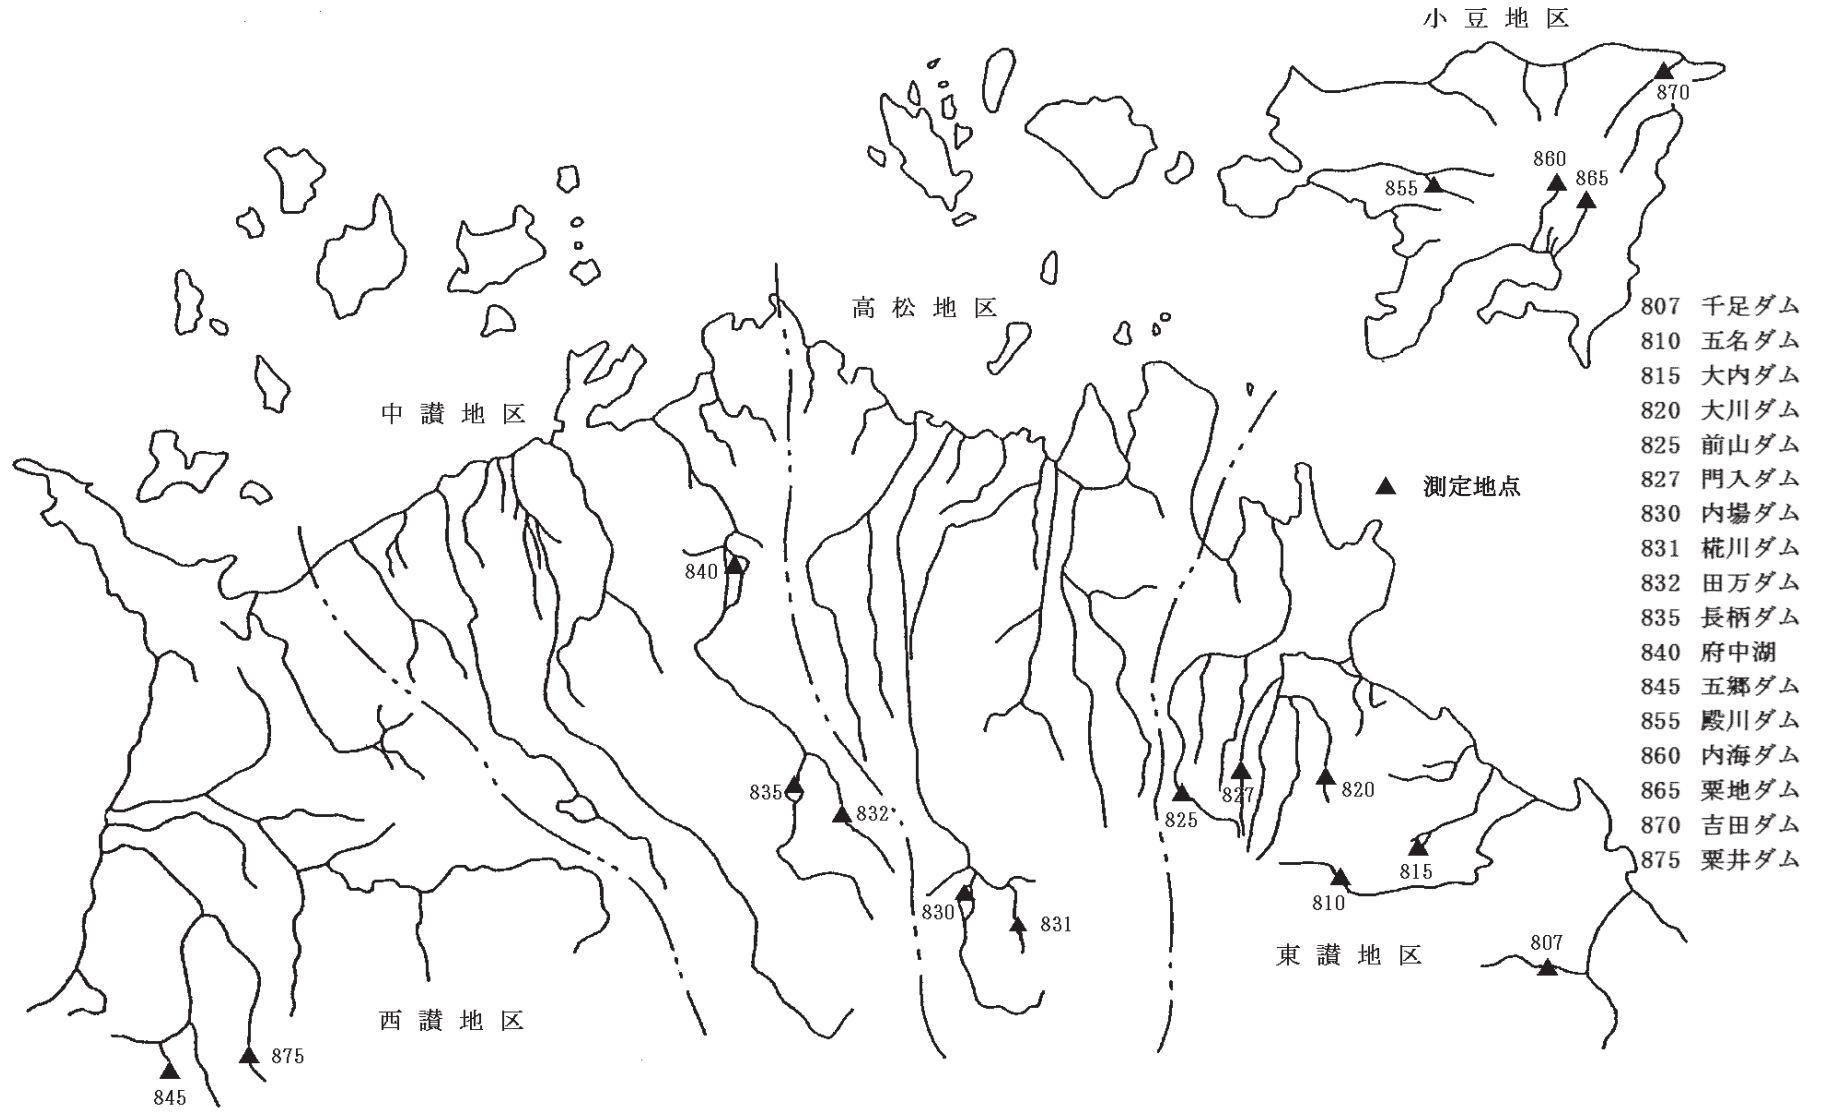 小豆地区
870
860
865
855
高松地区
中讃地区
807 千足ダム
810 五名ダム
815 大内ダム
820 大川ダム
825 前山ダム
827 門入ダム
830 内場ダム
831 椛川ダム
832 田万ダム
835 長柄ダム
840 府中湖
845 五郷ダム
855 殿川ダム
860 内海ダム
865 粟地ダム
870 吉田ダム
875 粟井ダム
▲ 測定地点
840
835
832
825
827
820
815
810
830
831
807
東讃地区
西讃地区
875
845